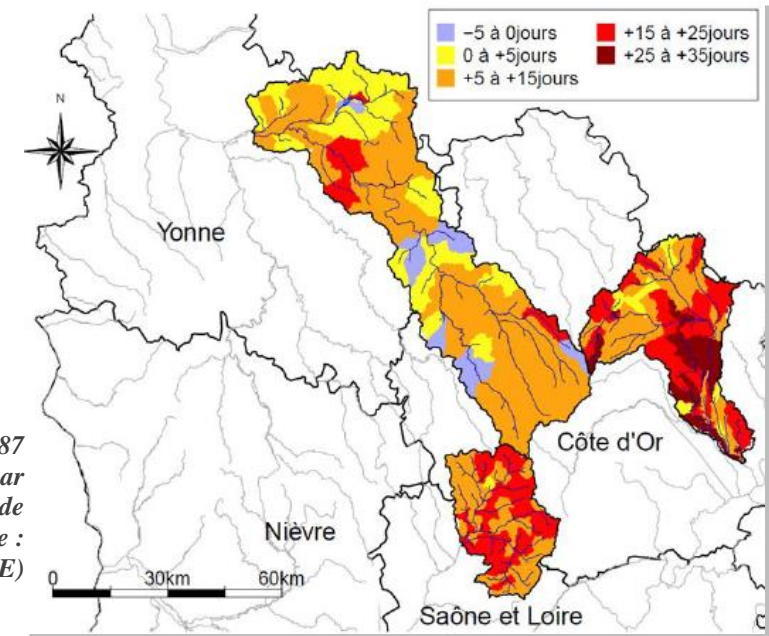 −5 à 0jours
0 à +5jours
+5 à +15jours
+15 à +25jours
+25 à +35jours
N
Yonne
Côte d'Or
Nièvre
Saône et Loire
0 30km 60km
87
ar
de
e :
E)